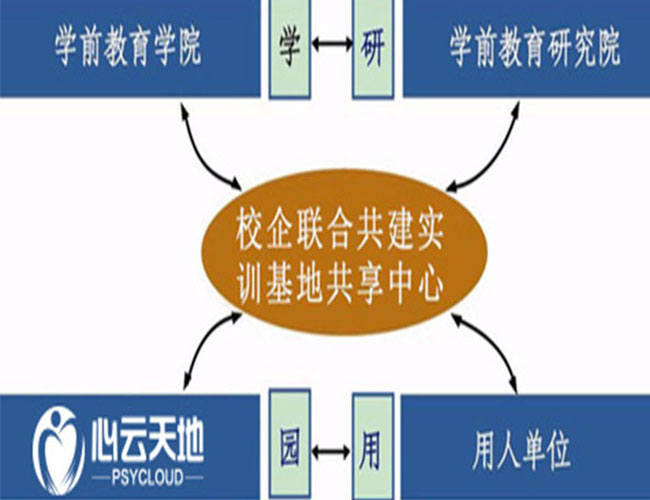 学前教育学院
学
研
学前教育研究院
校企联合共建实
训基地共享中心
心云天地
PSYCLOUD
园
用
用人单位